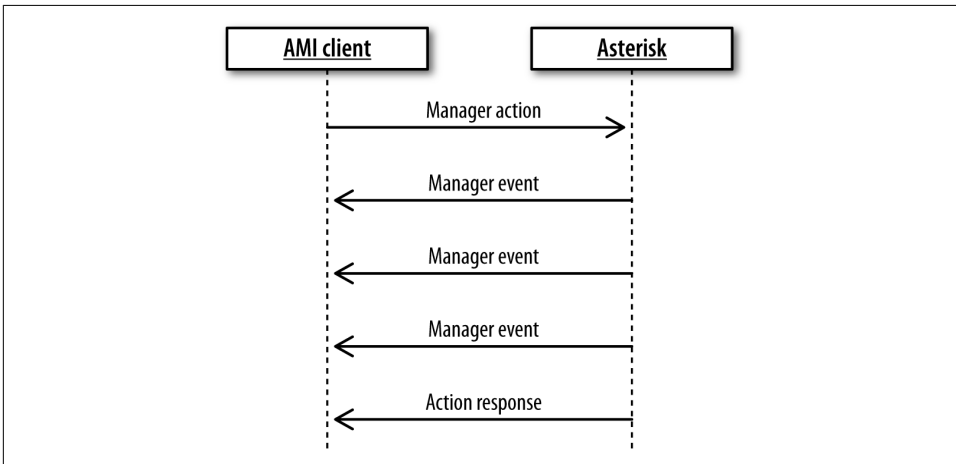 AMI client
Asterisk
Manager action
Manager event
Manager event
Manager event
Action response